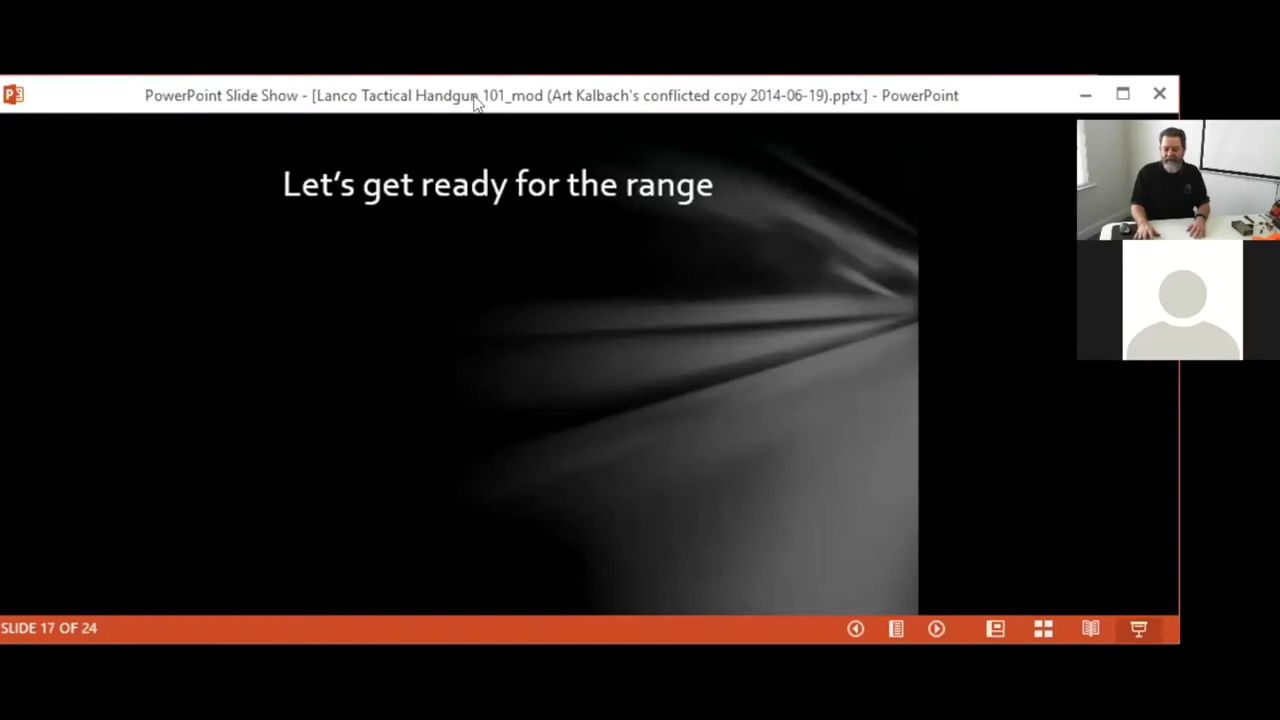 PowerPoint Slide Show - [Lanco Tactical Handgun 101_mod (Art Kalbach's conflicted copy 2014-06-19).pptx] - PowerPoint
Let's get ready for the range
SLIDE 17 OF 24